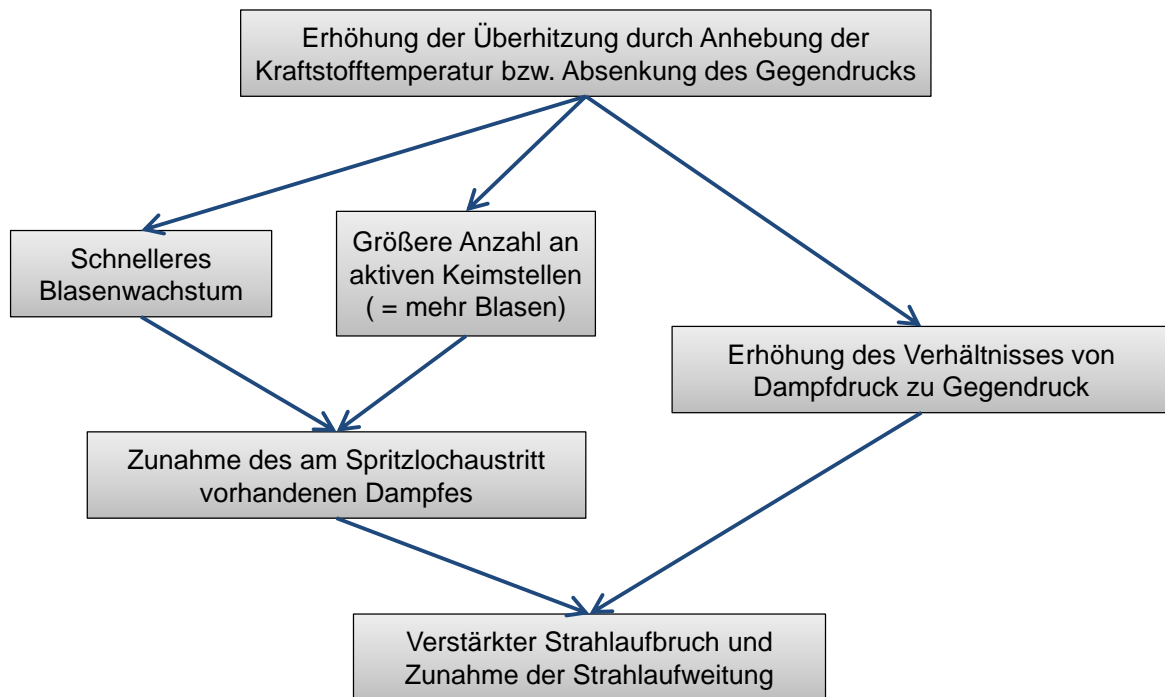 Erhöhung der Überhitzung durch Anhebung der
Kraftstofftemperatur bzw. Absenkung des Gegendrucks
Schnelleres
Blasenwachstum
Größere Anzahl an
aktiven Keimstellen
( = mehr Blasen)
Erhöhung des Verhältnisses von
Dampfdruck zu Gegendruck
Zunahme des am Spritzlochaustritt
vorhandenen Dampfes
Verstärkter Strahlaufbruch und
Zunahme der Strahlaufweitung